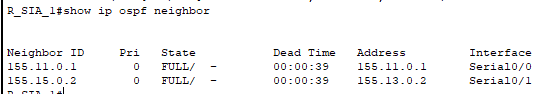 R_SIA_1#show ip ospf neighbor
Neighbor ID     Pri   State           Dead Time   Address         Interface
155.11.0.1        0   FULL/  -        00:00:39    155.11.0.1      Serial0/0
155.15.0.2        0   FULL/  -        00:00:39    155.13.0.2      Serial0/1
R_SIA_1#